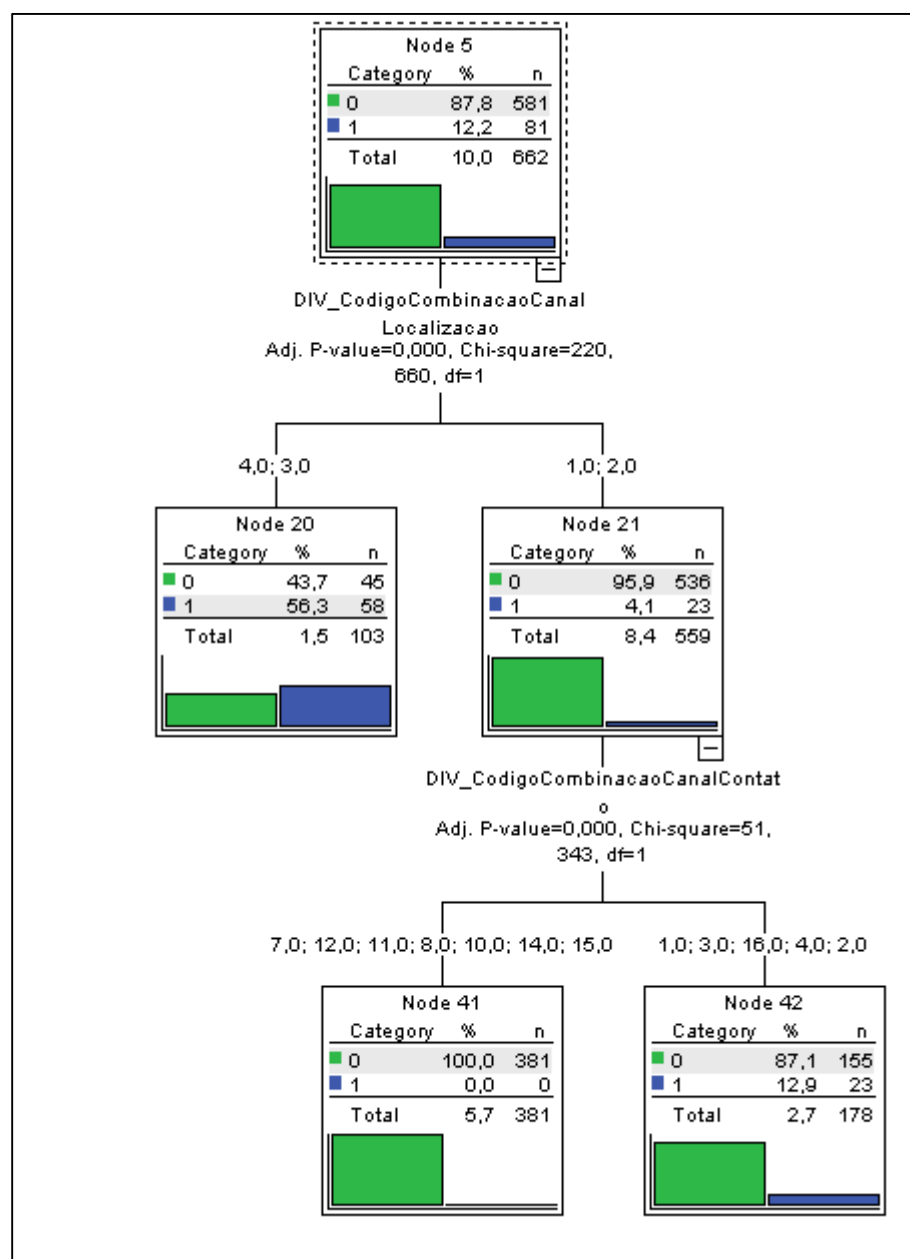 Node 5
Category % n
0 87,8 581
1 12,2 81
Total 10,0 662
DIV_CodigoCombinacaoCanal
Localizacao
Adj. P-value=0,000, Chi-square=220,
660, df=1
4,0; 3,0
1,0; 2,0
Node 20
Category % n
0 43,7 45
1 56,3 58
Total 1,5 103
Node 21
Category % n
0 95,9 536
1 4,1 23
Total 8,4 559
DIV_CodigoCombinacaoCanalContat
o
Adj. P-value=0,000, Chi-square=51,
343, df=1
7,0; 12,0; 11,0; 8,0; 10,0; 14,0; 15,0
1,0; 3,0; 16,0; 4,0; 2,0
Node 41
Category % n
0 100,0 381
1 0,0 0
Total 5,7 381
Node 42
Category % n
0 87,1 155
1 12,9 23
Total 2,7 178